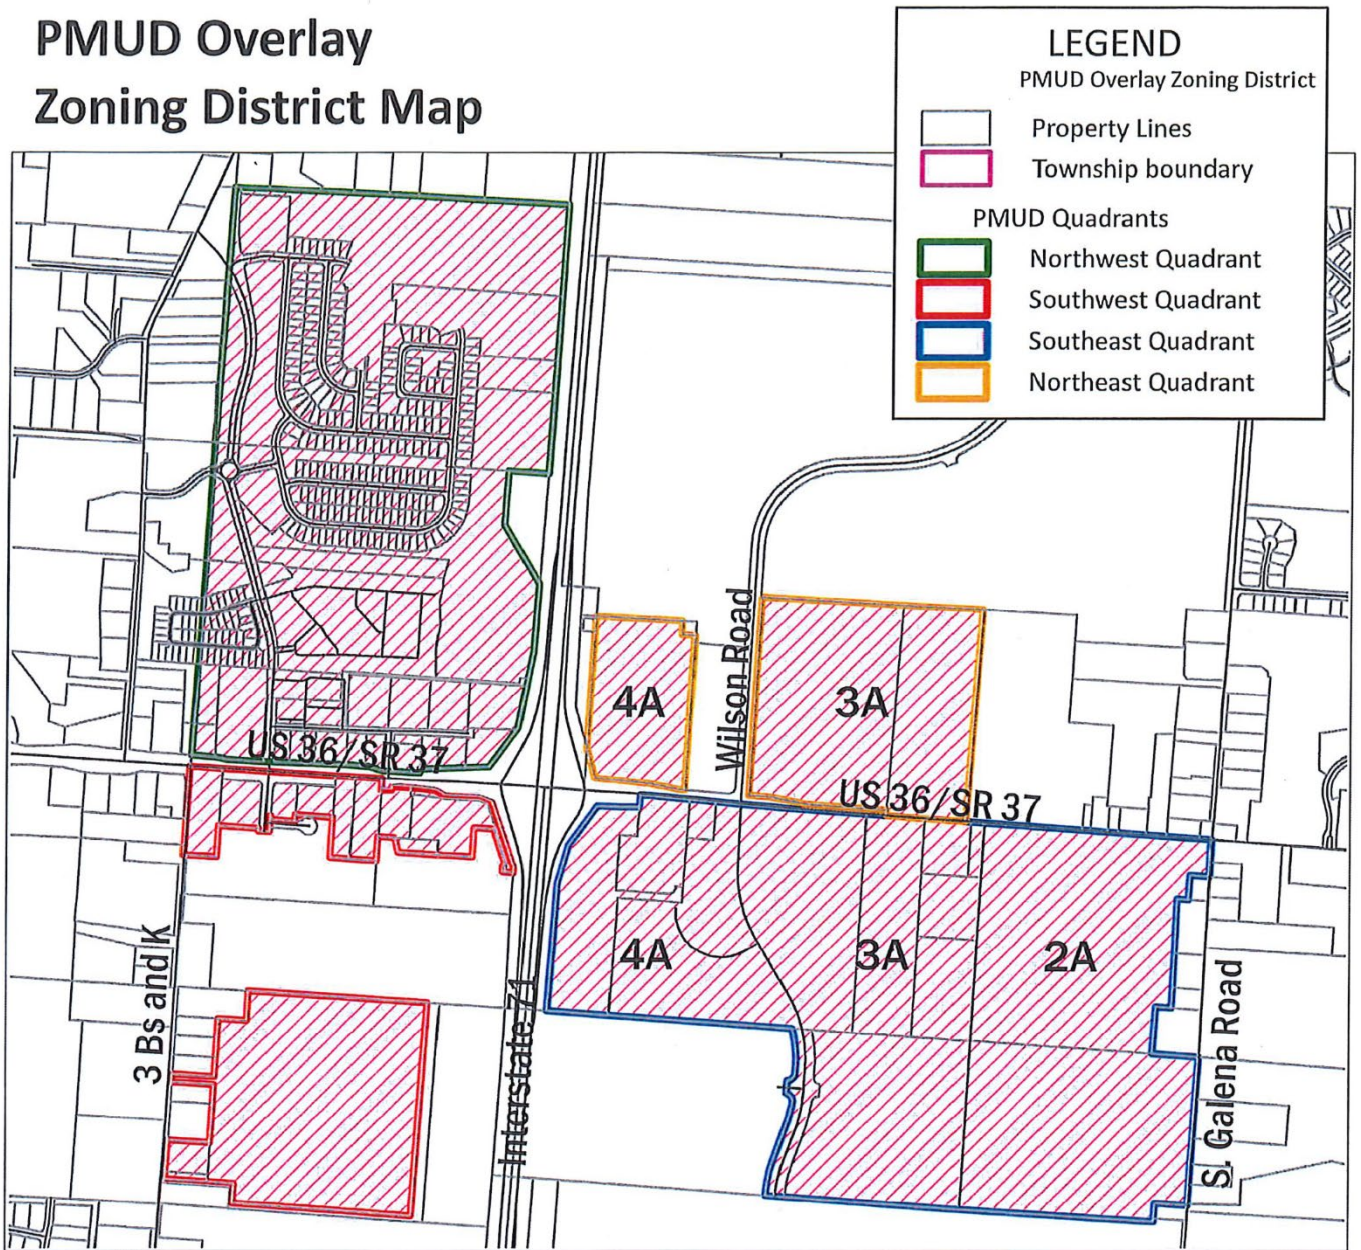 PMUD Overlay
Zoning District Map
LEGEND
PMUD Overlay Zoning District
Property Lines
Township boundary
PMUD Quadrants
Northwest Quadrant
Southwest Quadrant
Southeast Quadrant
Northeast Quadrant
Wilson Road
4A
3A
US 36/SR 37
US 36/SR 37
4A
3A
2A
3 Bs and K
Interstate 71
S. Galena Road